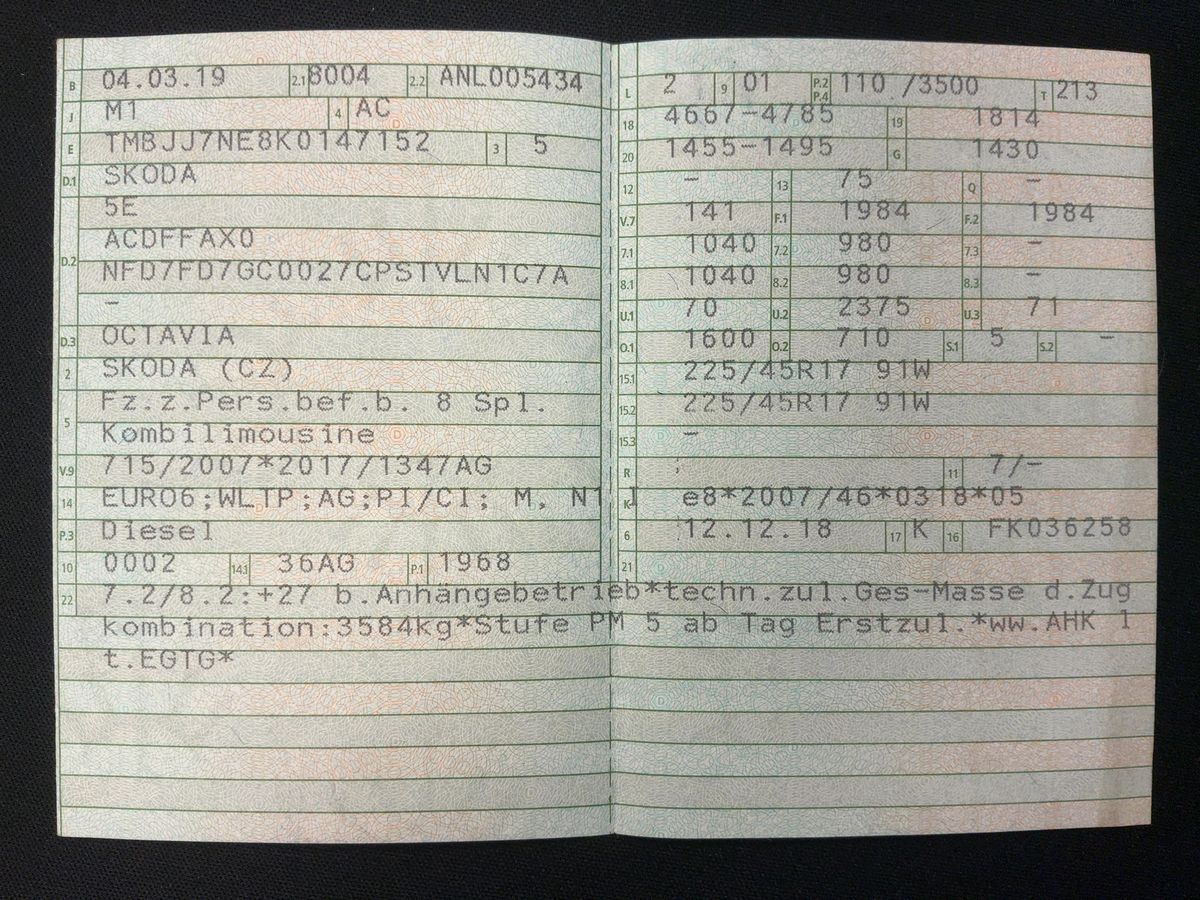 B 04.03.19 2.1 8004 2.2 ANL005434
J M1 4 AC
E TMBJJ7NE8K0147152 3 5
D.1 SKODA
5E
D.2 ACDFFAX0
NFD7FD7GC0027CPSTVLN1C7A
–
D.3 OCTAVIA
2 SKODA (CZ)
5 Fz.z.Pers.bef.b. 8 Spl.
Kombilimousine
V.9 715/2007*2017/1347AG
14 EURO6;WLTP;AG;PI/CI; M, N1 I
P.3 Diesel
10 0002 14.1 36AG P.1 1968
L 2 9 01 P.2 P.4 110 /3500 T 213
18 4667–4785 19 1814
20 1455–1495 G 1430
12 – 13 75 Q –
V.7 141 F.1 1984 F.2 1984
7.1 1040 7.2 980 7.3 –
8.1 1040 8.2 980 8.3 –
U.1 70 U.2 2375 U.3 71
O.1 1600 O.2 710 S.1 5 S.2 –
15.1 225/45R17 91W
15.2 225/45R17 91W
15.3 –
R ; 11 7/–
K e8*2007/46*0318*05
6 12.12.18 17 K 16 FK036258
21
22 7.2/8.2:+27 b.Anhängebetrieb*techn.zul.Ges–Masse d.Zug
kombination:3584kg*Stufe PM 5 ab Tag Erstzul.*ww.AHK l
t.EGTG*